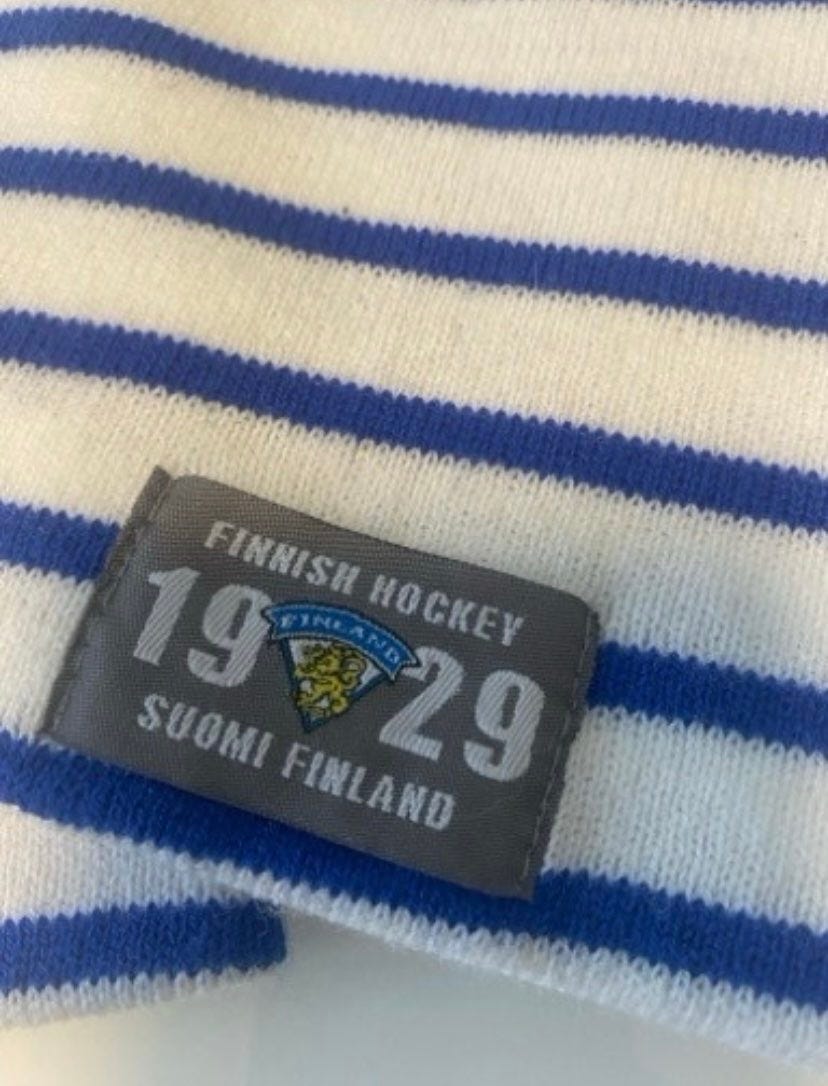 FINNISH HOCKEY
19 29
FINLAND
SUOMI FINLAND